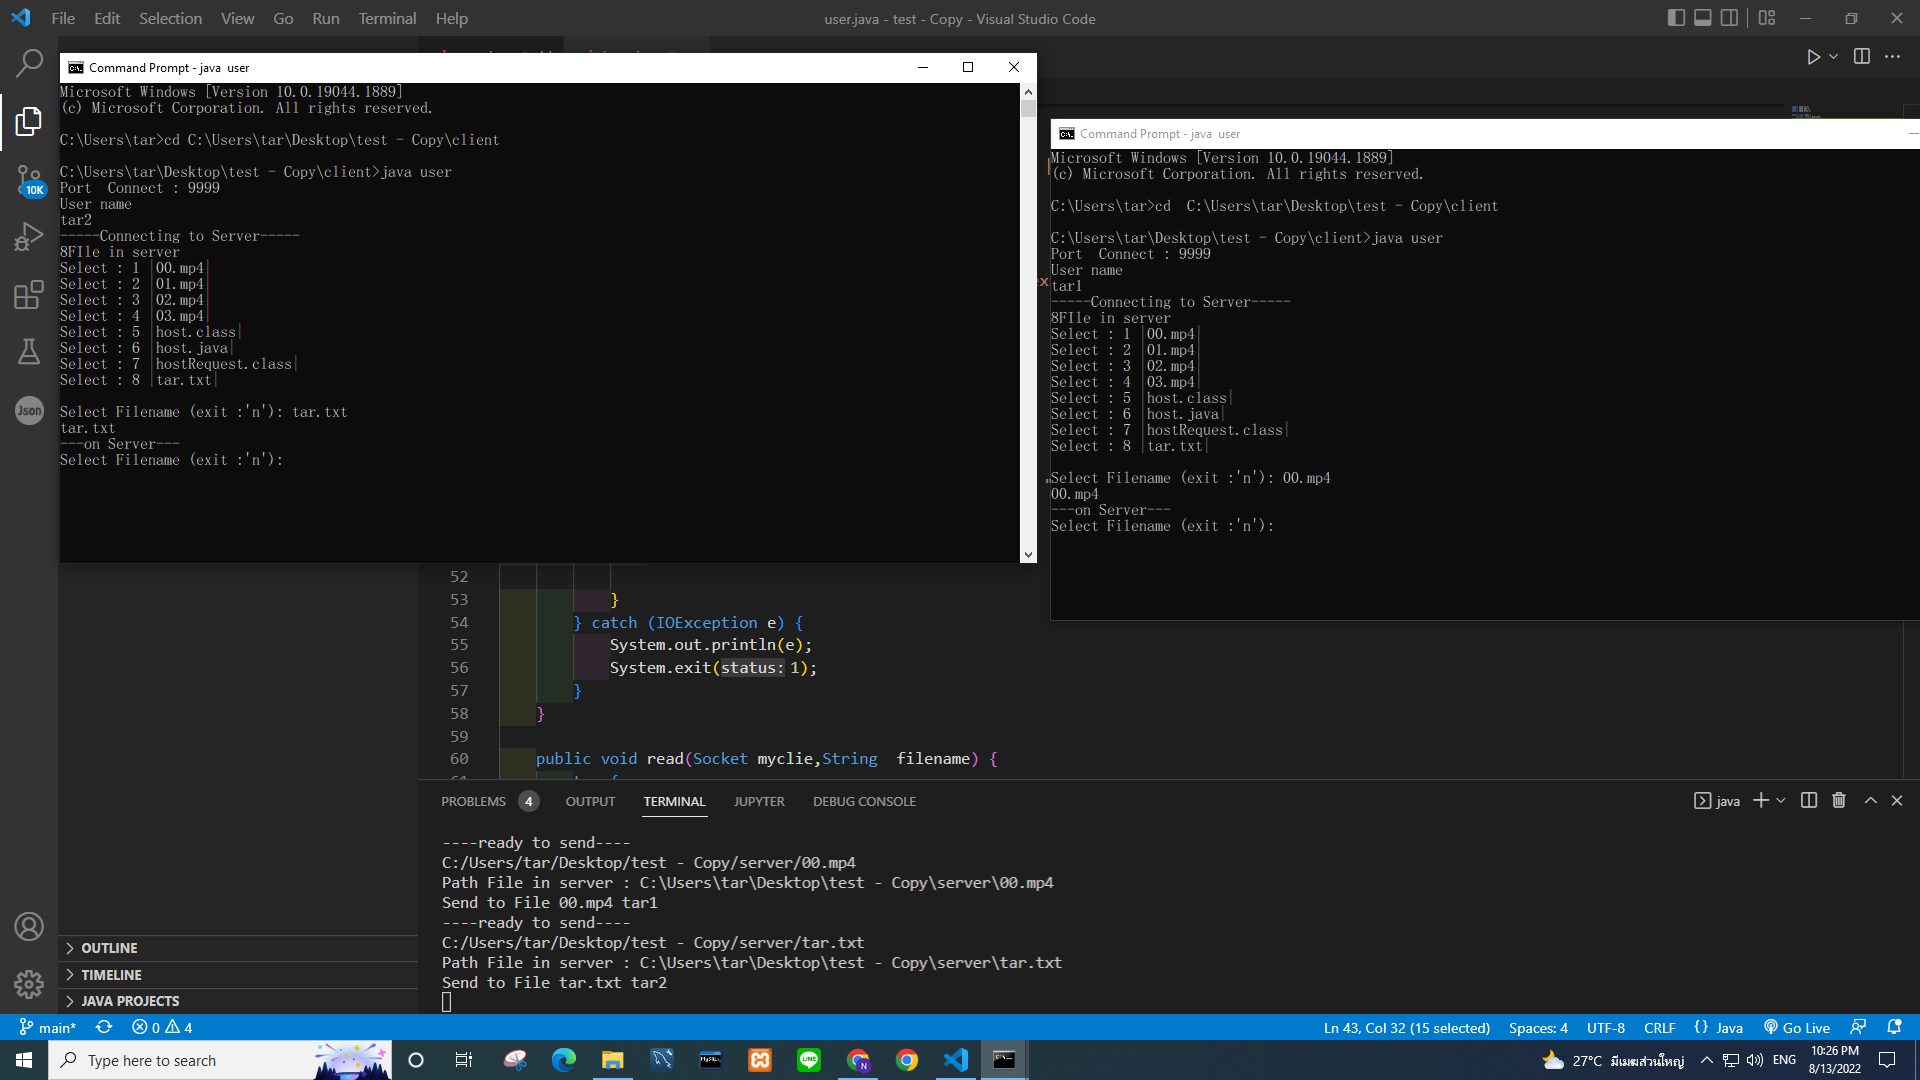 File Edit Selection View Go Run Terminal Help
user.java - test - Copy - Visual Studio Code
Command Prompt - java  user
Microsoft Windows [Version 10.0.19044.1889]
(c) Microsoft Corporation. All rights reserved.
C:\Users\tar>cd C:\Users\tar\Desktop\test - Copy\client
C:\Users\tar\Desktop\test - Copy\client>java user
Port  Connect : 9999
User name
tar2
-----Connecting to Server-----
8FIle in server
Select : 1 |00.mp4|
Select : 2 |01.mp4|
Select : 3 |02.mp4|
Select : 4 |03.mp4|
Select : 5 |host.class|
Select : 6 |host.java|
Select : 7 |hostRequest.class|
Select : 8 |tar.txt|
Select Filename (exit :'n'): tar.txt
tar.txt
---on Server---
Select Filename (exit :'n'):
Command Prompt - java  user
Microsoft Windows [Version 10.0.19044.1889]
(c) Microsoft Corporation. All rights reserved.
C:\Users\tar>cd  C:\Users\tar\Desktop\test - Copy\client
C:\Users\tar\Desktop\test - Copy\client>java user
Port  Connect : 9999
User name
tar1
-----Connecting to Server-----
8FIle in server
Select : 1 |00.mp4|
Select : 2 |01.mp4|
Select : 3 |02.mp4|
Select : 4 |03.mp4|
Select : 5 |host.class|
Select : 6 |host.java|
Select : 7 |hostRequest.class|
Select : 8 |tar.txt|
Select Filename (exit :'n'): 00.mp4
00.mp4
---on Server---
Select Filename (exit :'n'):
10K
Json
52
53 }
54 } catch (IOException e) {
55 System.out.println(e);
56 System.exit(status: 1);
57 }
58 }
59
60 public void read(Socket myclie,String  filename) {
PROBLEMS 4 OUTPUT TERMINAL JUPYTER DEBUG CONSOLE
java
----ready to send----
C:/Users/tar/Desktop/test - Copy/server/00.mp4
Path File in server : C:\Users\tar\Desktop\test - Copy\server\00.mp4
Send to File 00.mp4 tar1
----ready to send----
C:/Users/tar/Desktop/test - Copy/server/tar.txt
Path File in server : C:\Users\tar\Desktop\test - Copy\server\tar.txt
Send to File tar.txt tar2
OUTLINE
TIMELINE
JAVA PROJECTS
main* 0 4
Ln 43, Col 32 (15 selected) Spaces: 4 UTF-8 CRLF {} Java Go Live
Type here to search
27°C มีเมฆส่วนใหญ่ ENG
10:26 PM
8/13/2022